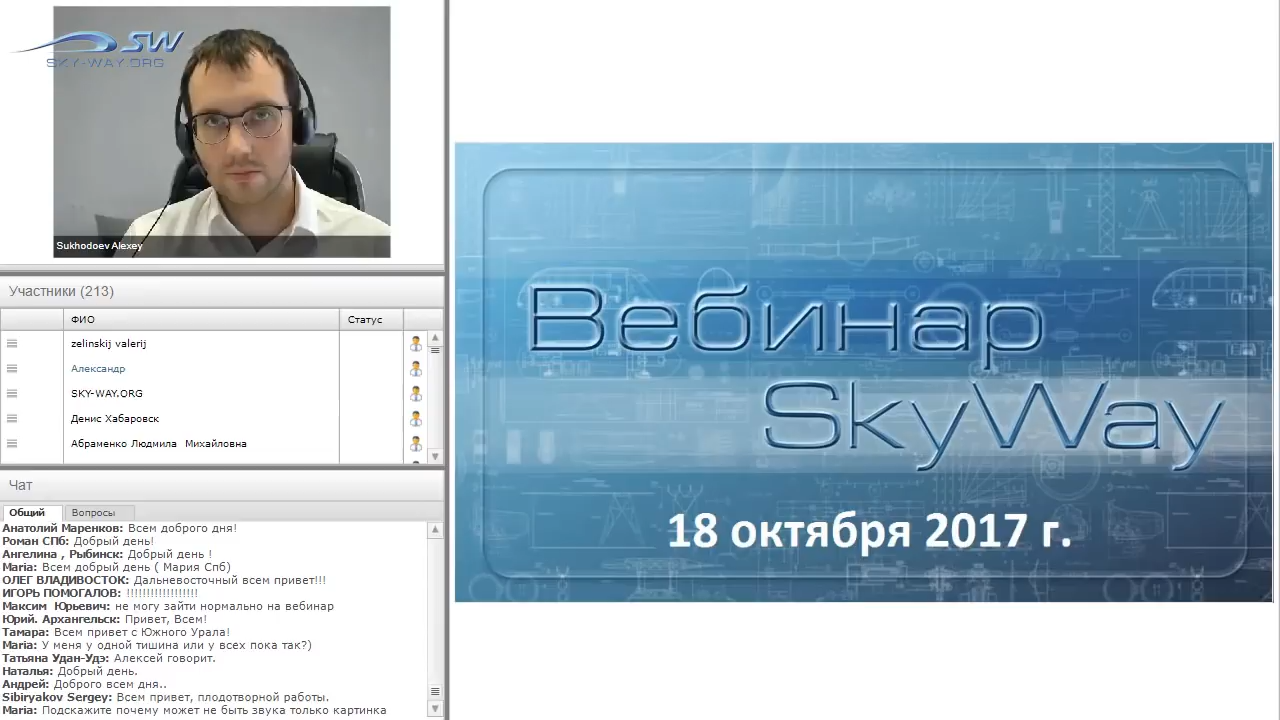 SW
SKY-WAY.ORG
Sukhodoev Alexey
Участники (213)
ФИО
Статус
zelinskij valerij
Александр
SKY-WAY.ORG
Денис Хабаровск
Абраменко Людмила Михайловна
Чат
Общий
Вопросы
Анатолий Маренков: Всем доброго дня!
Роман СПб: Добрый день!
Ангелина , Рыбинск: Добрый день !
Maria: Всем добрый день ( Мария Спб)
ОЛЕГ ВЛАДИВОСТОК: Дальневосточный всем привет!!!
ИГОРЬ ПОМОГАЛОВ: !!!!!!!!!!!!!!!!!!
Максим Юрьевич: не могу зайти нормально на вебинар
Юрий. Архангельск: Привет, Всем!
Тамара: Всем привет с Южного Урала!
Maria: У меня у одной тишина или у всех пока так?)
Татьяна Удан-Удэ: Алексей говорит.
Наталья: Добрый день.
Андрей: Доброго всем дня..
Sibiryakov Sergey: Всем привет, плодотворной работы.
Maria: Подскажите почему может не быть звука только картинка
Вебинар
SkyWay
18 октября 2017 г.